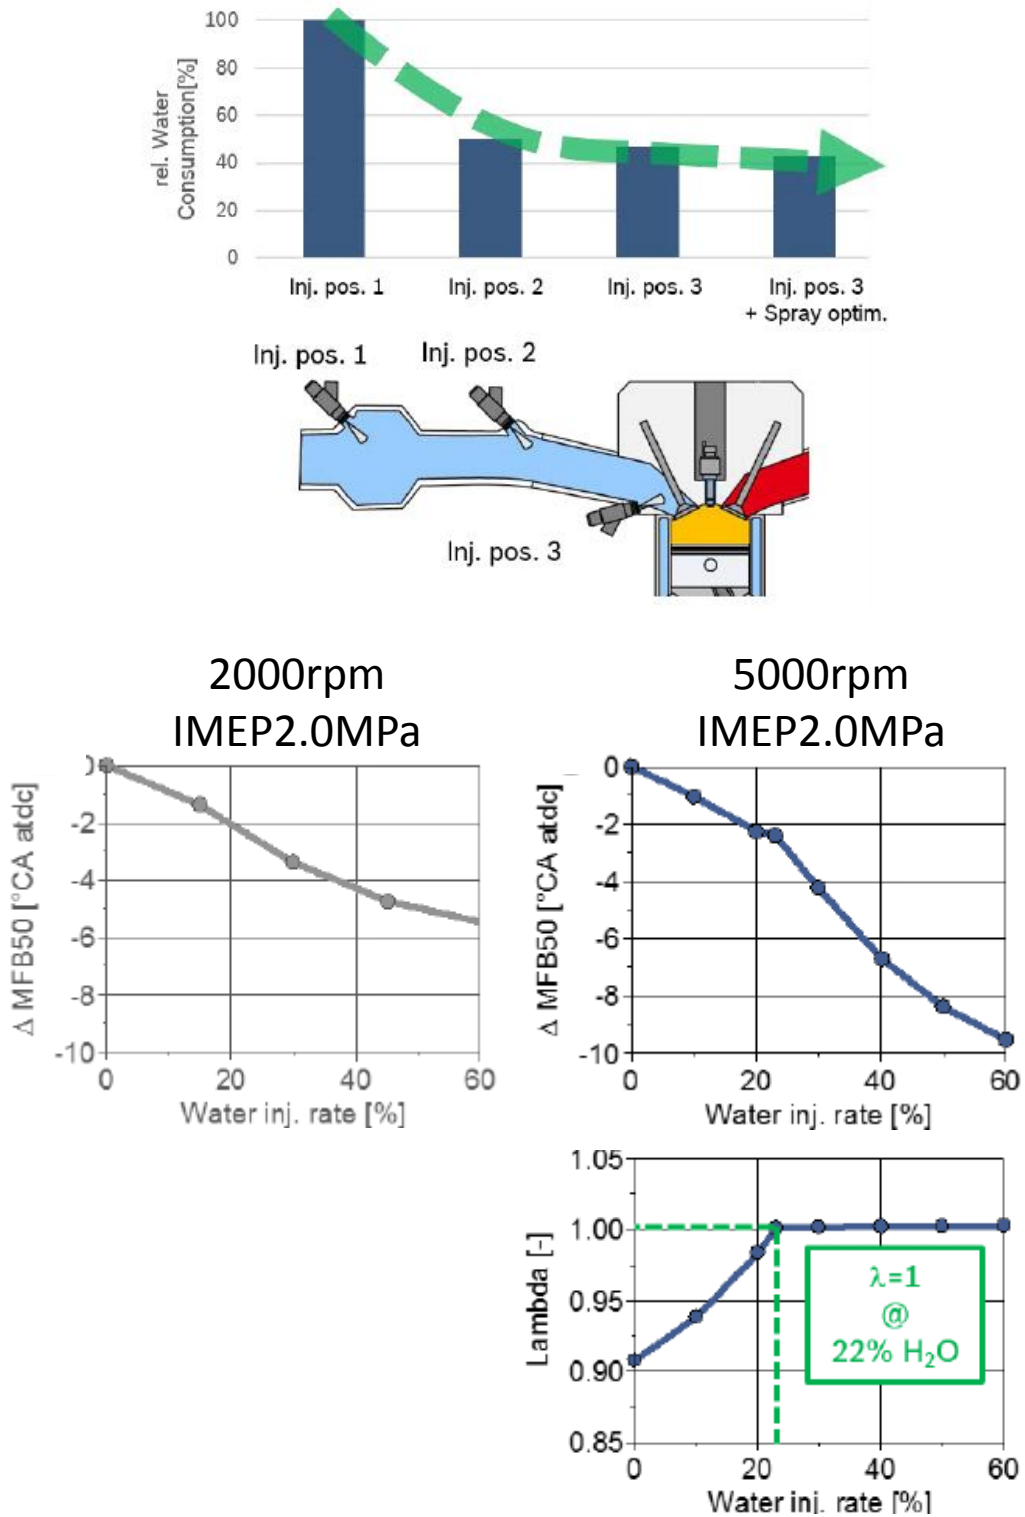 100
80
60
40
20
0
rel. Water
Consumption[%]
Inj. pos. 1
Inj. pos. 2
Inj. pos. 3
Inj. pos. 3
+ Spray optim.
Inj. pos. 1
Inj. pos. 2
Inj. pos. 3
2000rpm
IMEP2.0MPa
0
-2
-4
-6
-8
-10
Δ MFB50 [°CA atdc]
0 20 40 60
Water inj. rate [%]
5000rpm
IMEP2.0MPa
0
-2
-4
-6
-8
-10
Δ MFB50 [°CA atdc]
0 20 40 60
Water inj. rate [%]
1.05
1.00
0.95
0.90
0.85
Lambda [-]
λ=1
@
22% H₂O
0 20 40 60
Water inj. rate [%]